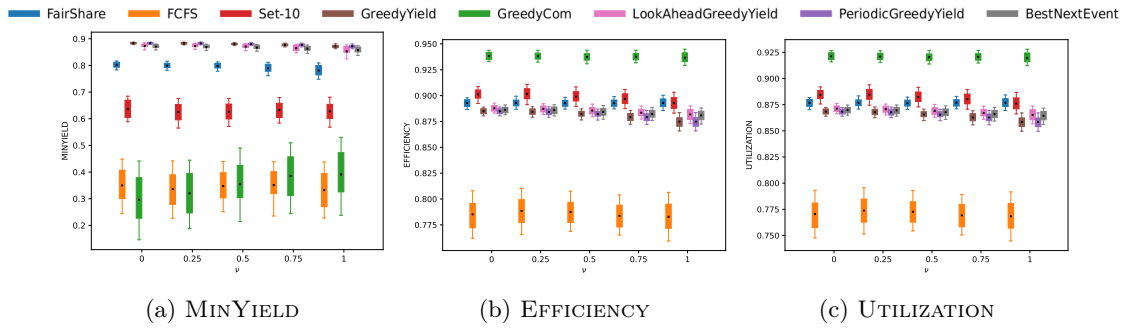 FairShare FCFS Set-10 GreedyYield GreedyCom LookAheadGreedyYield PeriodicGreedyYield BestNextEvent
0.9
0.8
0.7
0.6
0.5
0.4
0.3
0.2
MINYIELD
0 0.25 0.5 0.75 1
ν
(a) MINYIELD
0.950
0.925
0.900
0.875
0.850
0.825
0.800
0.775
EFFICIENCY
0 0.25 0.5 0.75 1
ν
(b) EFFICIENCY
0.925
0.900
0.875
0.850
0.825
0.800
0.775
0.750
UTILIZATION
0 0.25 0.5 0.75 1
ν
(c) UTILIZATION